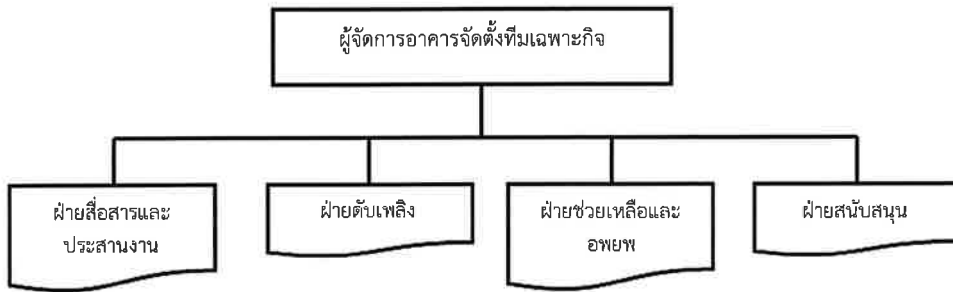 ผู้จัดการอาคารจัดตั้งทีมเฉพาะกิจ
ฝ่ายสื่อสารและ
ประสานงาน
ฝ่ายดับเพลิง
ฝ่ายช่วยเหลือและ
อพยพ
ฝ่ายสนับสนุน